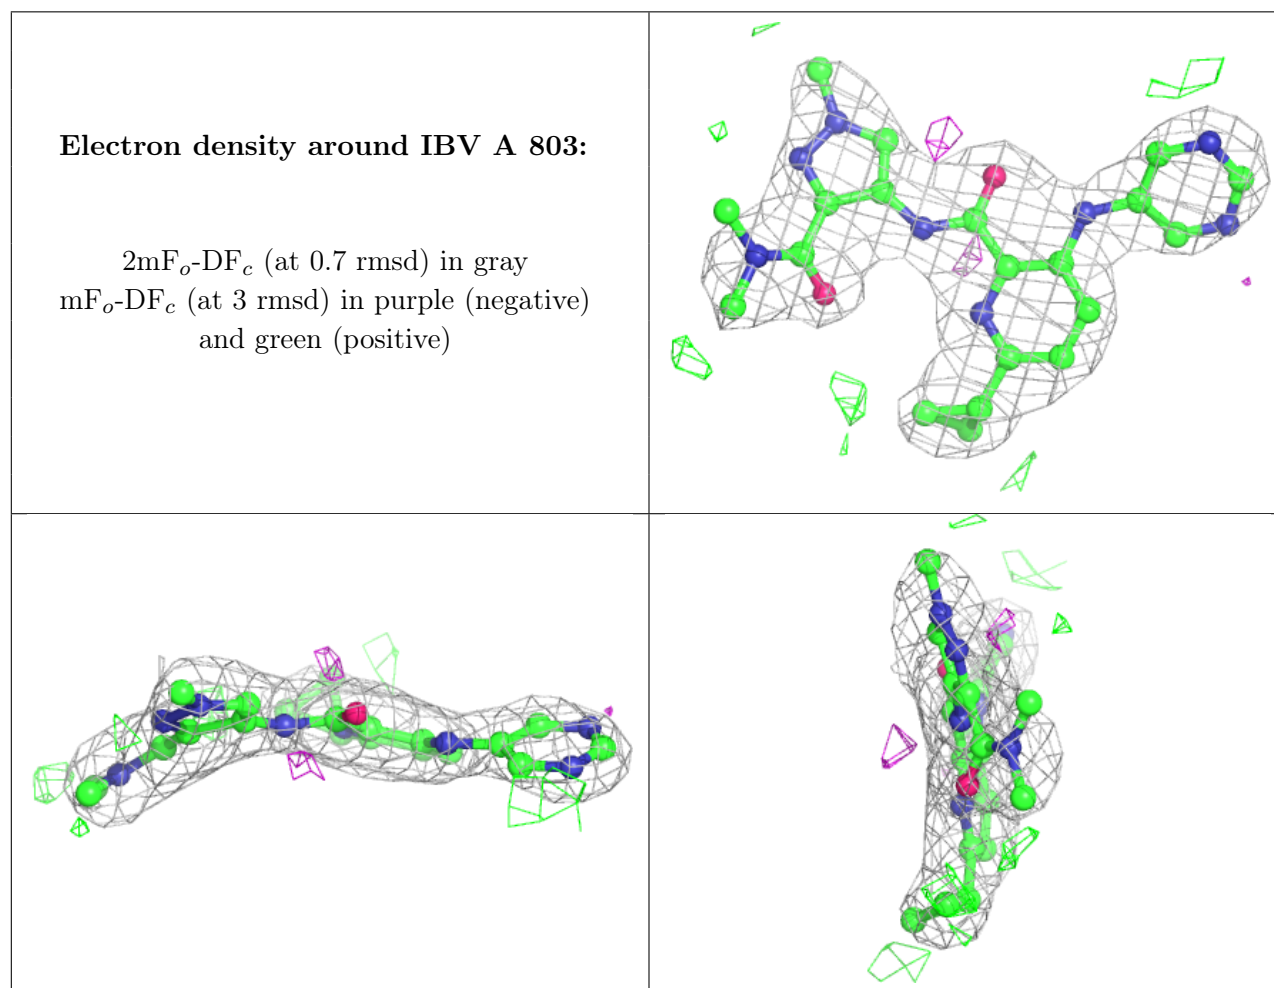 Electron density around IBV A 803:
2mFo-DFc (at 0.7 rmsd) in gray
mFo-DFc (at 3 rmsd) in purple (negative)
and green (positive)